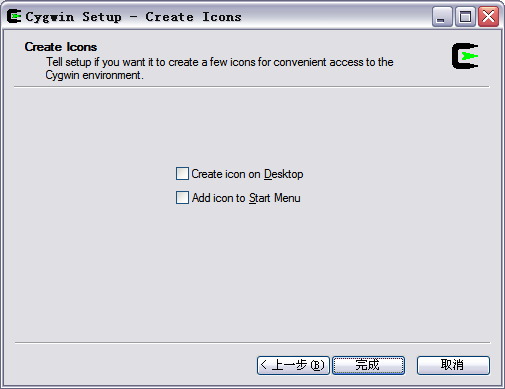 Cygwin Setup - Create Icons
Create Icons
Tell setup if you want it to create a few icons for convenient access to the
Cygwin environment.
Create icon on Desktop
Add icon to Start Menu
< 上一步(B) 完成 取消